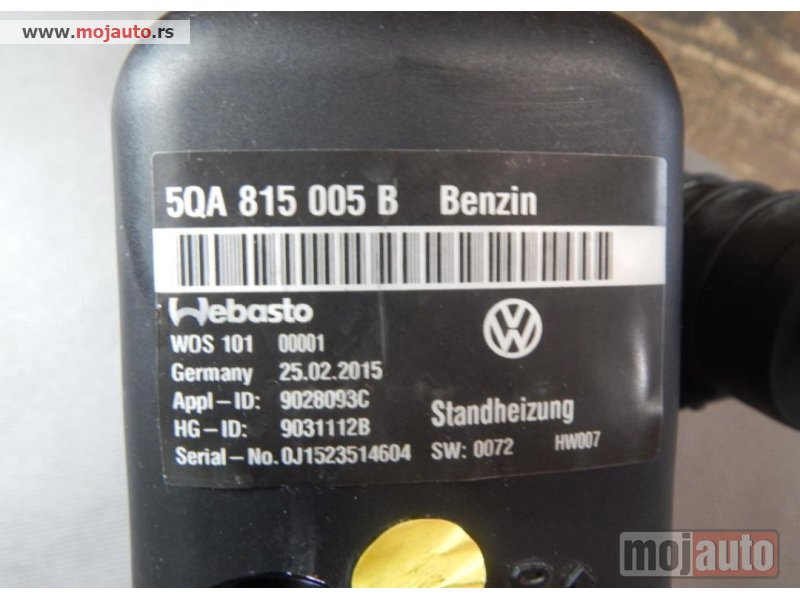 www.mojauto.rs
5QA 815 005 B Benzin
Webasto
WOS 101 00001
Germany 25.02.2015
Appl-ID: 9028093C
HG-ID: 9031112B
Standheizung
Serial-No. 0J1523514604 SW: 0072 HW007
mojauto